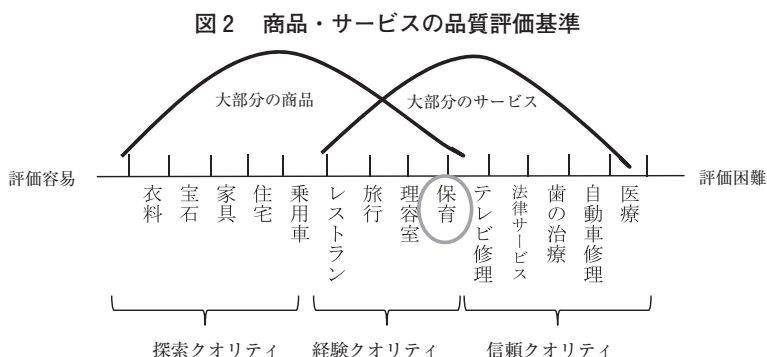 図2 商品・サービスの品質評価基準
大部分の商品
大部分のサービス
評価容易
評価困難
衣料
宝石
家具
住宅
乗用車
レストラン
旅行
理容室
保育
テレビ修理
法律サービス
歯の治療
自動車修理
医療
探索クオリティ
経験クオリティ
信頼クオリティ